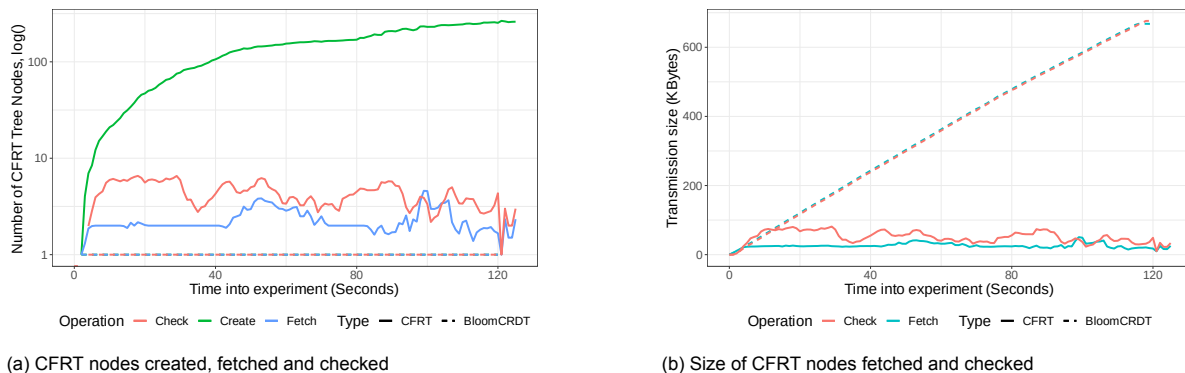 Number of CFRT Tree Nodes, log()
100
10
1
0
40
80
120
Time into experiment (Seconds)
Operation Check Create Fetch Type CFRT BloomCRDT
(a) CFRT nodes created, fetched and checked
Transmission size (KBytes)
600
400
200
0
0
40
80
120
Time into experiment (Seconds)
Operation Check Fetch Type CFRT BloomCRDT
(b) Size of CFRT nodes fetched and checked